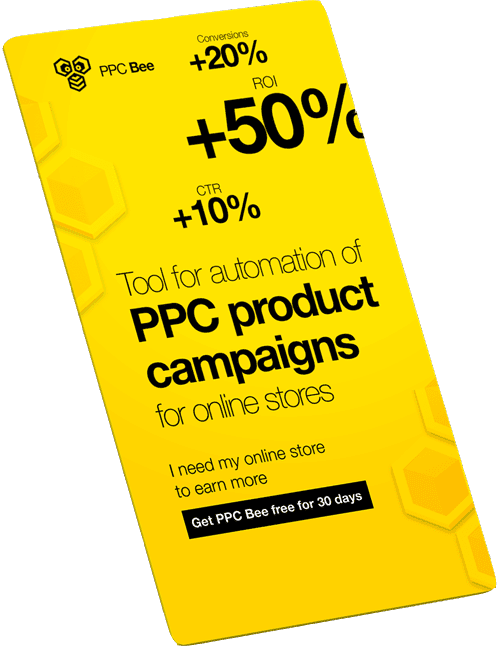 PPC Bee
Conversions
+20%
ROI
+50%
CTR
+10%
Tool for automation of
PPC product
campaigns
for online stores
I need my online store
to earn more
Get PPC Bee free for 30 days